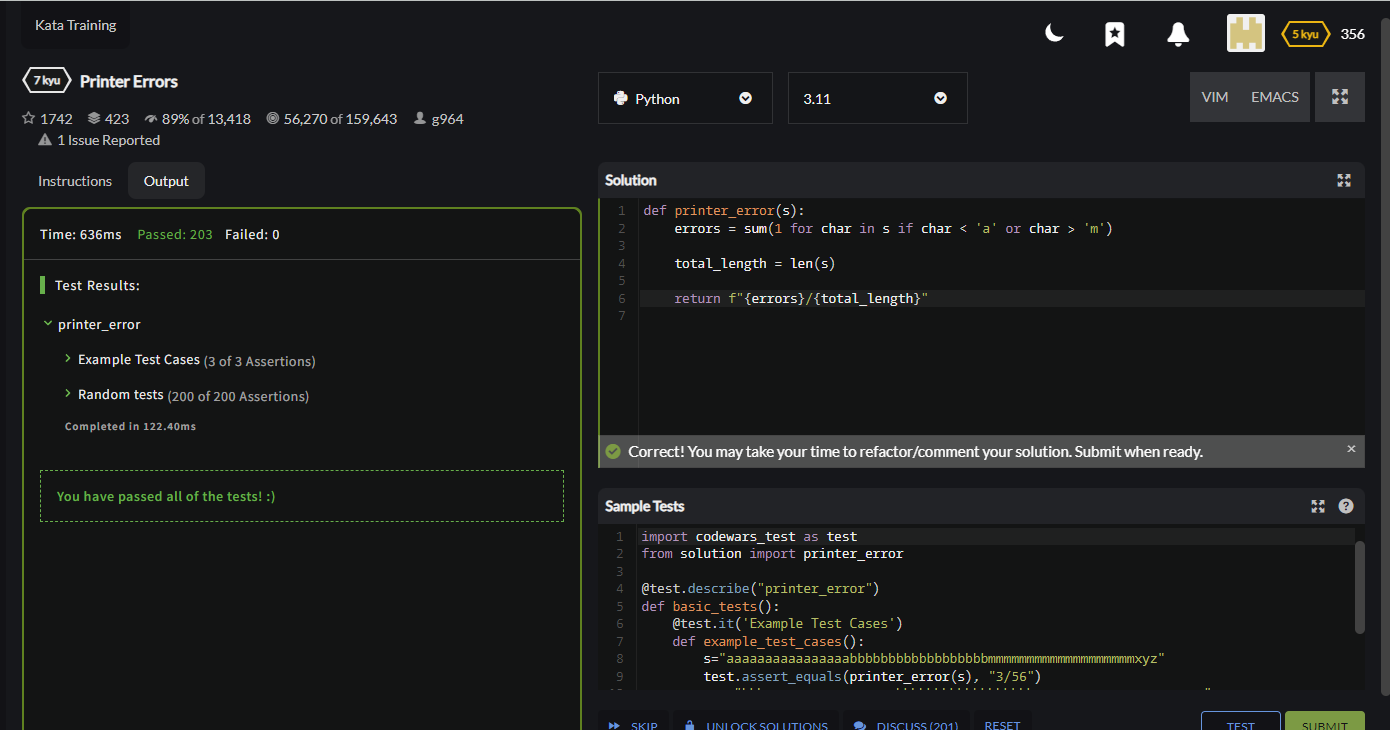 Kata Training
5 kyu 356
7 kyu Printer Errors
1742 423 89% of 13,418 56,270 of 159,643 g964
1 Issue Reported
Python
3.11
VIM EMACS
Instructions Output
Time: 636ms Passed: 203 Failed: 0
Test Results:
printer_error
Example Test Cases (3 of 3 Assertions)
Random tests (200 of 200 Assertions)
Completed in 122.40ms
You have passed all of the tests! :)
Solution
1 def printer_error(s):
2 errors = sum(1 for char in s if char < 'a' or char > 'm')
3
4 total_length = len(s)
5
6 return f"{errors}/{total_length}"
7
Correct! You may take your time to refactor/comment your solution. Submit when ready. ×
Sample Tests ?
1 import codewars_test as test
2 from solution import printer_error
3
4 @test.describe("printer_error")
5 def basic_tests():
6 @test.it('Example Test Cases')
7 def example_test_cases():
8 s="aaaaaaaaaaaaaaaabbbbbbbbbbbbbbbbbbmmmmmmmmmmmmmmmmmmmxyz"
9 test.assert_equals(printer_error(s), "3/56")
SKIP UNLOCK SOLUTIONS DISCUSS (201) RESET TEST SUBMIT